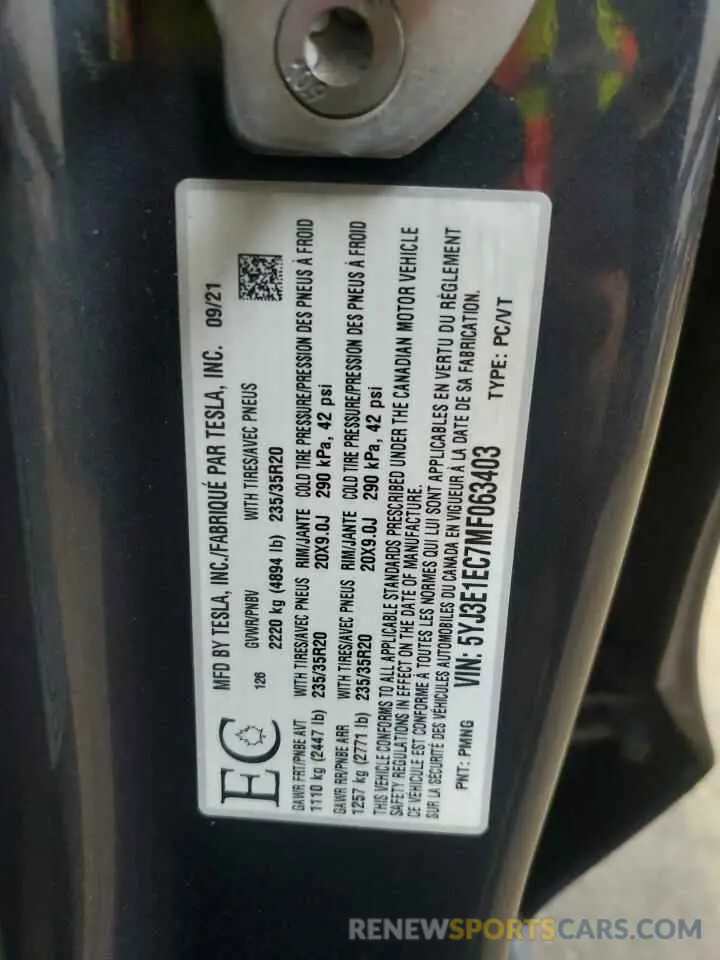 MFD BY TESLA, INC./FABRIQUÉ PAR TESLA, INC. 09/21
EC
126
GVWR/PNBV WITH TIRES/AVEC PNEUS
2220 kg (4894 lb) 235/35R20
GAWR FRT/PNBE AVT WITH TIRES/AVEC PNEUS RIM/JANTE COLD TIRE PRESSURE/PRESSION DES PNEUS À FROID
1110 kg (2447 lb) 235/35R20 20X9.0J 290 kPa, 42 psi
GAWR RR/PNBE ARR WITH TIRES/AVEC PNEUS RIM/JANTE COLD TIRE PRESSURE/PRESSION DES PNEUS À FROID
1257 kg (2771 lb) 235/35R20 20X9.0J 290 kPa, 42 psi
THIS VEHICLE CONFORMS TO ALL APPLICABLE STANDARDS PRESCRIBED UNDER THE CANADIAN MOTOR VEHICLE
SAFETY REGULATIONS IN EFFECT ON THE DATE OF MANUFACTURE.
CE VÉHICULE EST CONFORME À TOUTES LES NORMES QUI LUI SONT APPLICABLES EN VERTU DU RÈGLEMENT
SUR LA SÉCURITÉ DES VÉHICULES AUTOMOBILES DU CANADA EN VIGUEUR À LA DATE DE SA FABRICATION.
PNT: PMNG VIN: 5YJ3E1EC7MF063403 TYPE: PC/VT
RENEWSPORTSCARS.COM